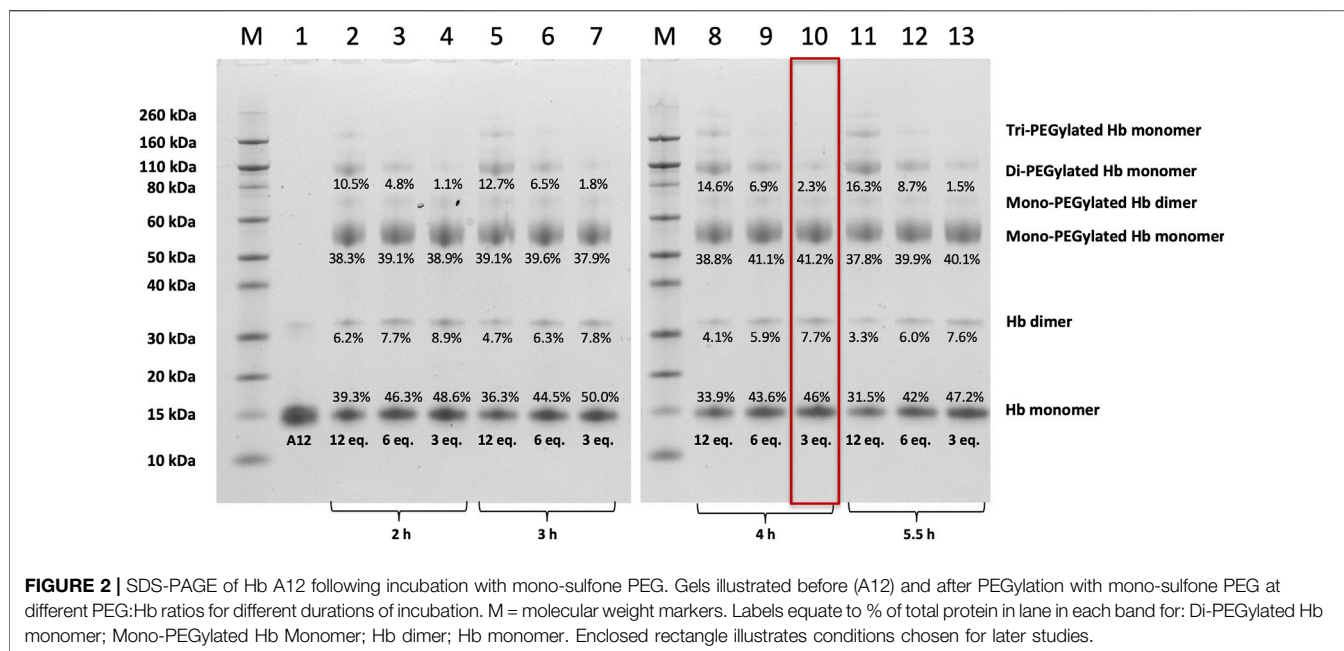 M 1 2 3 4 5 6 7 M 8 9 10 11 12 13
260 kDa
160 kDa
110 kDa
80 kDa
60 kDa
50 kDa
40 kDa
30 kDa
20 kDa
15 kDa
10 kDa
Tri-PEGylated Hb monomer
Di-PEGylated Hb monomer
Mono-PEGylated Hb dimer
Mono-PEGylated Hb monomer
Hb dimer
Hb monomer
10.5% 4.8% 1.1% 12.7% 6.5% 1.8% 14.6% 6.9% 2.3% 16.3% 8.7% 1.5%
38.3% 39.1% 38.9% 39.1% 39.6% 37.9% 38.8% 41.1% 41.2% 37.8% 39.9% 40.1%
6.2% 7.7% 8.9% 4.7% 6.3% 7.8% 4.1% 5.9% 7.7% 3.3% 6.0% 7.6%
39.3% 46.3% 48.6% 36.3% 44.5% 50.0% 33.9% 43.6% 46% 31.5% 42% 47.2%
A12 12 eq. 6 eq. 3 eq. 12 eq. 6 eq. 3 eq. 12 eq. 6 eq. 3 eq. 12 eq. 6 eq. 3 eq.
2 h 3 h 4 h 5.5 h
FIGURE 2 | SDS-PAGE of Hb A12 following incubation with mono-sulfone PEG. Gels illustrated before (A12) and after PEGylation with mono-sulfone PEG at
different PEG:Hb ratios for different durations of incubation. M = molecular weight markers. Labels equate to % of total protein in lane in each band for: Di-PEGylated Hb
monomer; Mono-PEGylated Hb Monomer; Hb dimer; Hb monomer. Enclosed rectangle illustrates conditions chosen for later studies.